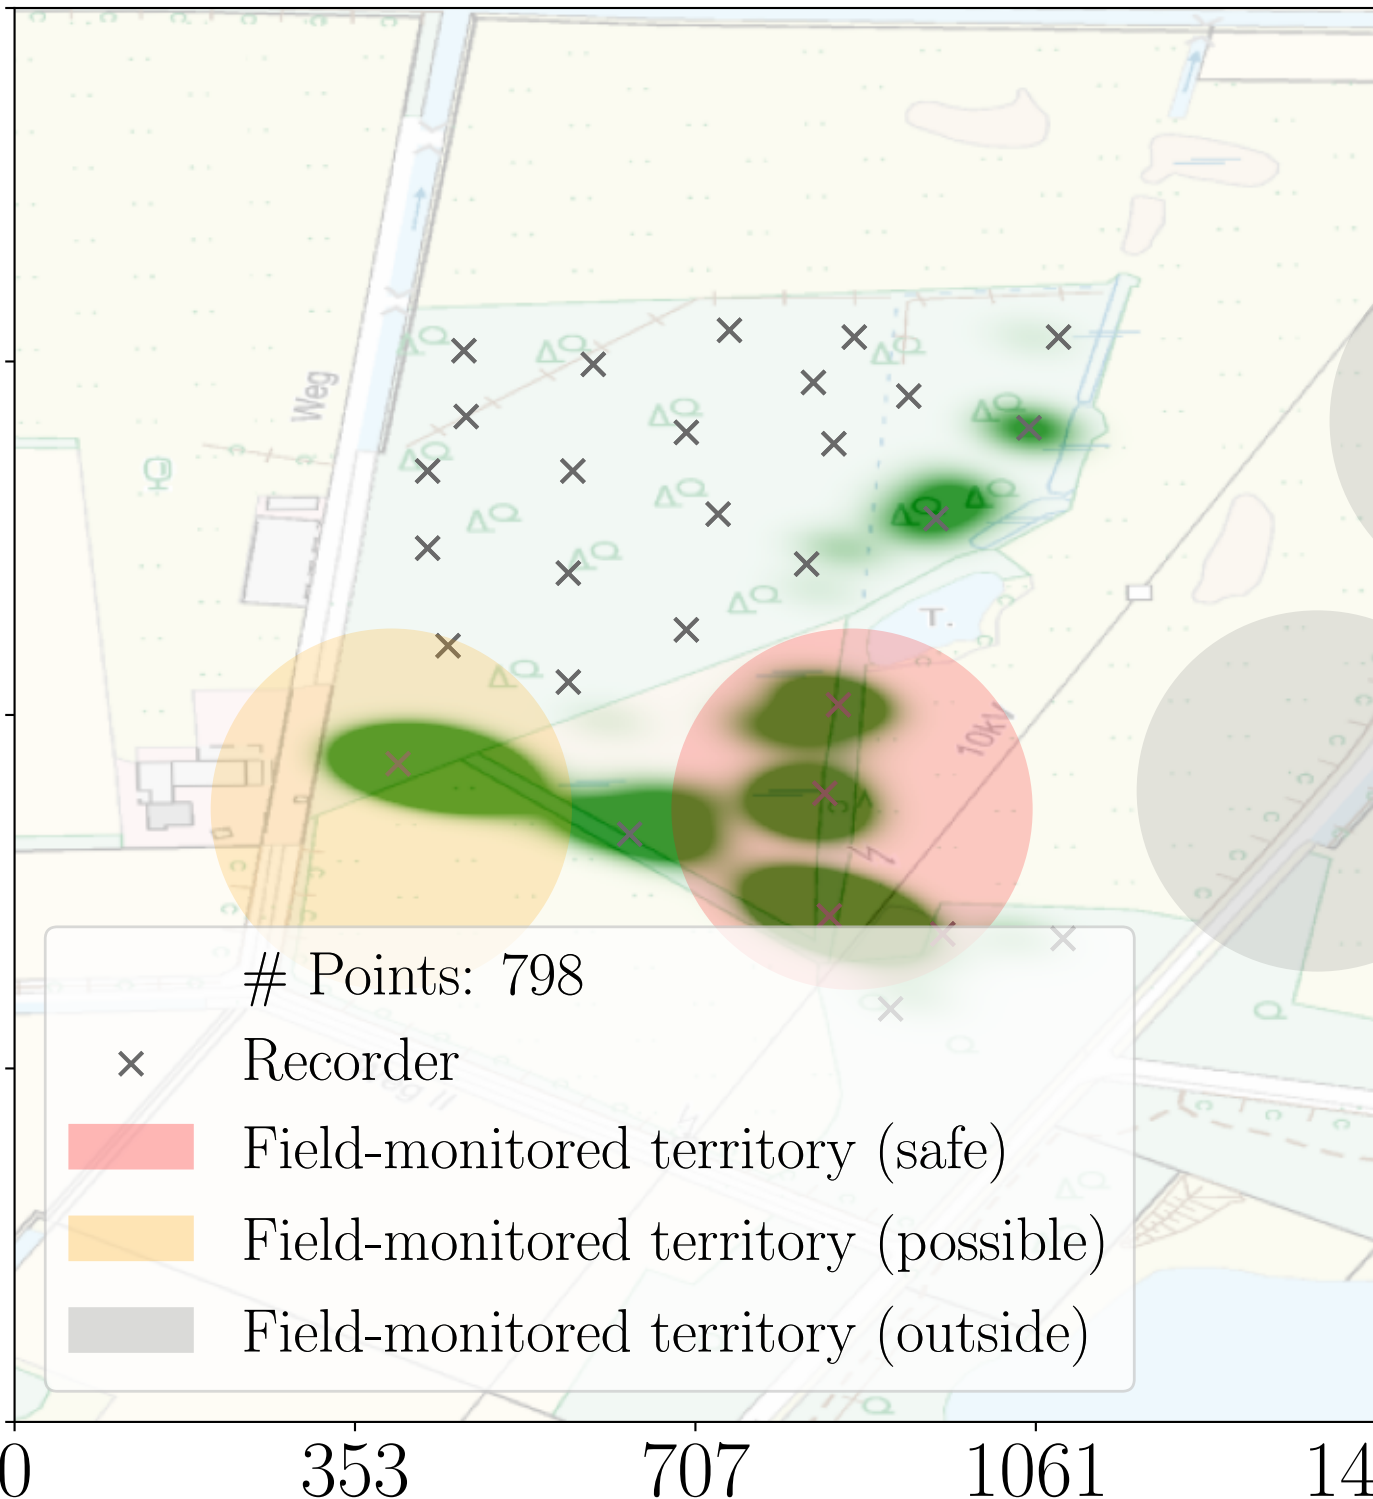 Weg
T.
10kV
# Points: 798
Recorder
Field-monitored territory (safe)
Field-monitored territory (possible)
Field-monitored territory (outside)
0
353
707
1061